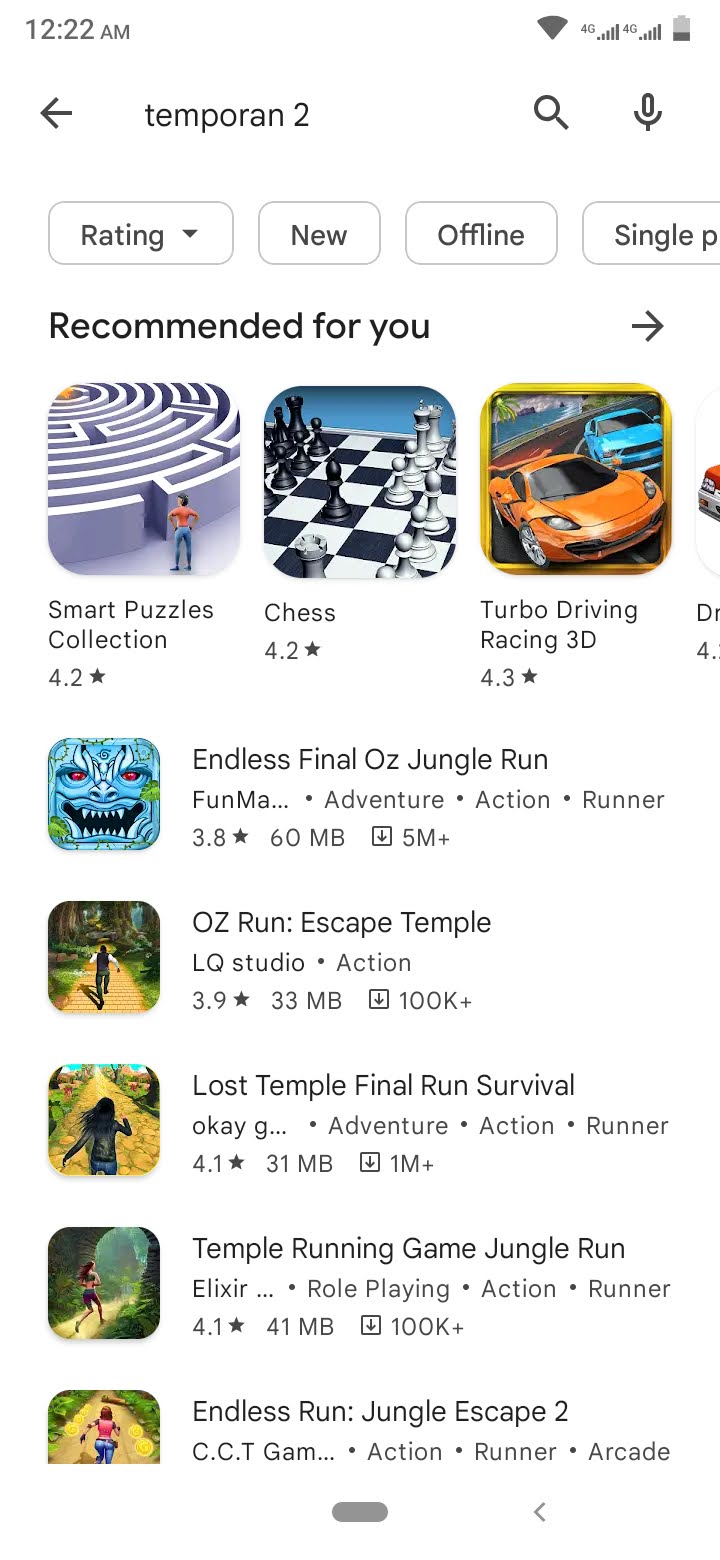 12:22 AM
4G 4G
temporan 2
Rating New Offline Single p
Recommended for you
Smart Puzzles
Collection
4.2 ★
Chess
4.2 ★
Turbo Driving
Racing 3D
4.3 ★
Dr
4.
Endless Final Oz Jungle Run
FunMa... • Adventure • Action • Runner
3.8 ★ 60 MB 5M+
OZ Run: Escape Temple
LQ studio • Action
3.9 ★ 33 MB 100K+
Lost Temple Final Run Survival
okay g... • Adventure • Action • Runner
4.1 ★ 31 MB 1M+
Temple Running Game Jungle Run
Elixir ... • Role Playing • Action • Runner
4.1 ★ 41 MB 100K+
Endless Run: Jungle Escape 2
C.C.T Gam... • Action • Runner • Arcade